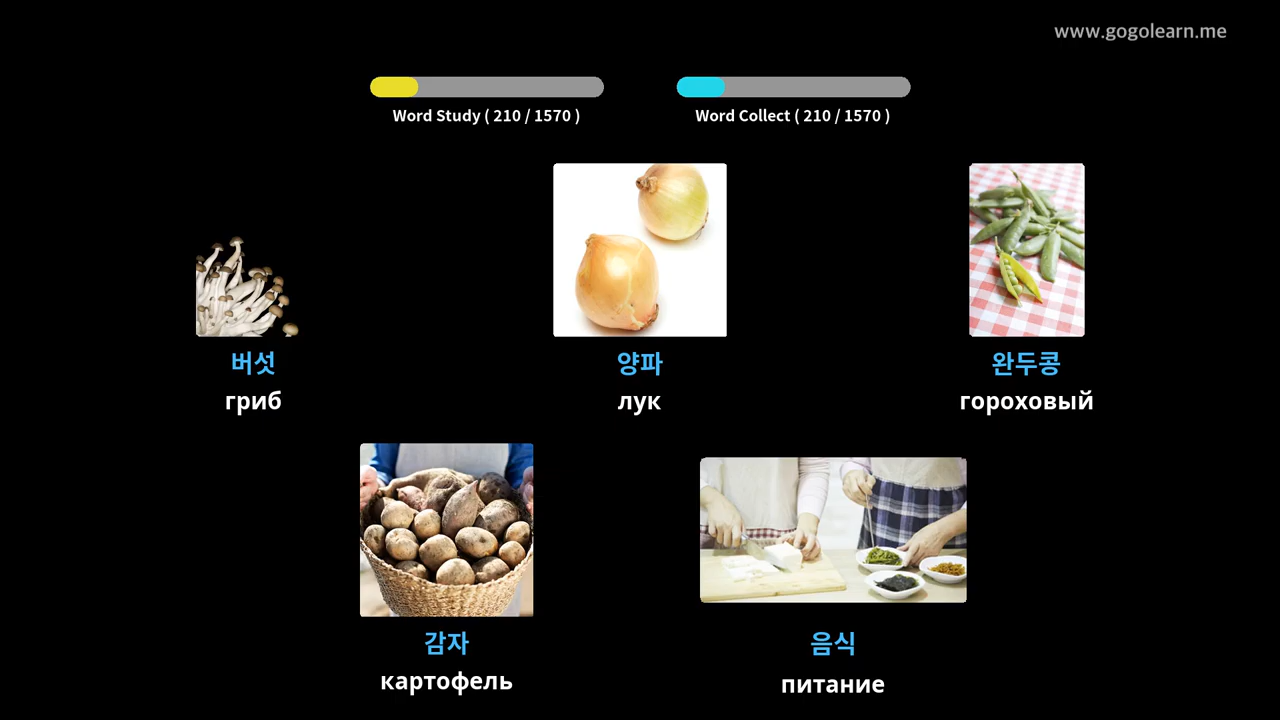 www.gogolearn.me
Word Study ( 210 / 1570 )
Word Collect ( 210 / 1570 )
버섯
гриб
양파
лук
완두콩
гороховый
감자
картофель
음식
питание